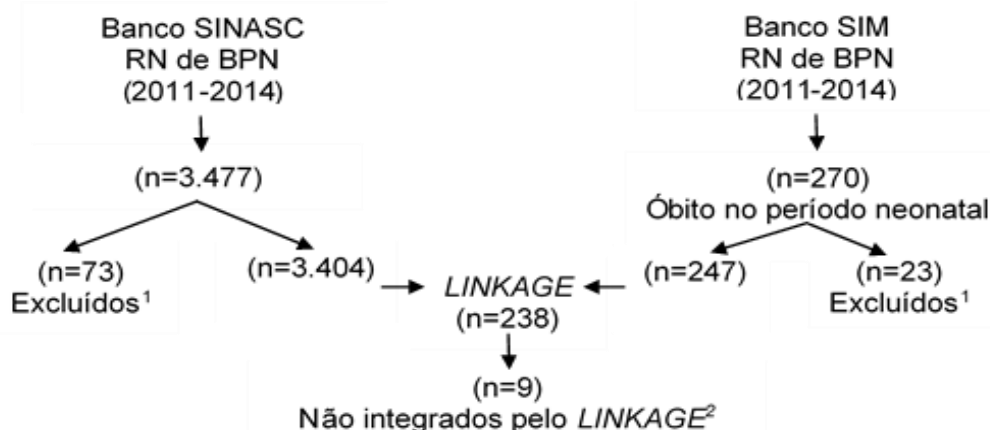 Banco SINASC
RN de BPN
(2011-2014)
(n=3.477)
(n=73)
Excluídos¹
(n=3.404)
Banco SIM
RN de BPN
(2011-2014)
(n=270)
Óbito no período neonatal
(n=247)
(n=23)
Excluídos¹
LINKAGE
(n=238)
(n=9)
Não integrados pelo LINKAGE²